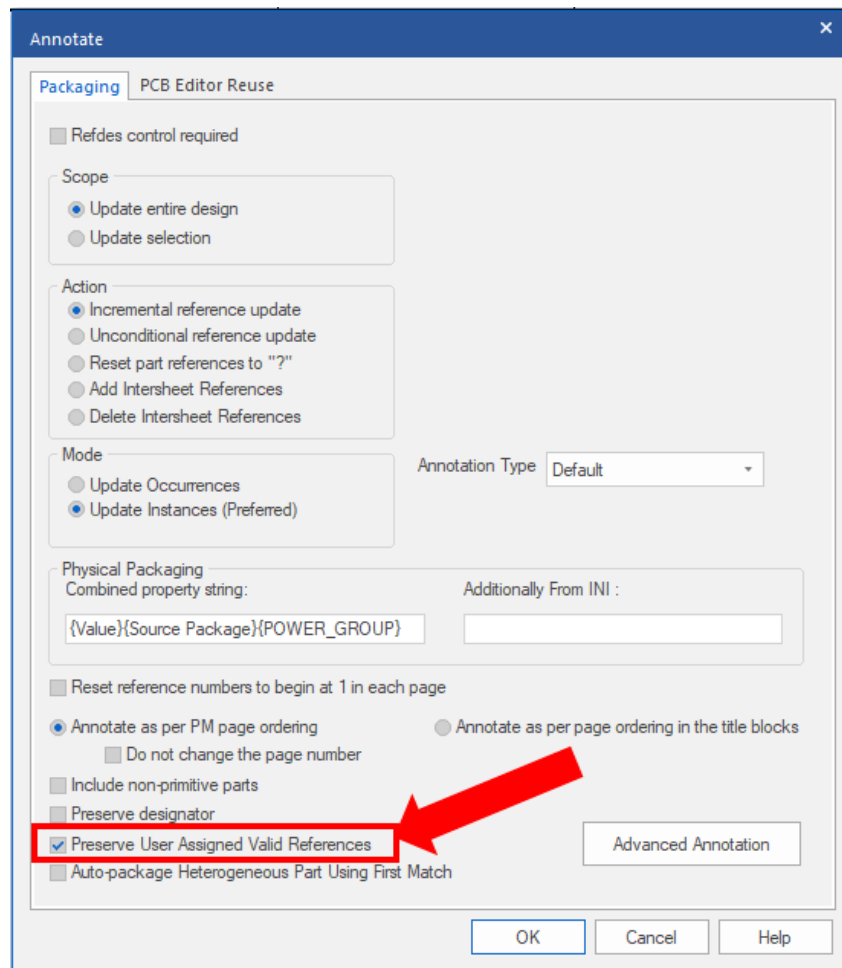 Annotate
Packaging PCB Editor Reuse
Refdes control required
Scope
Update entire design
Update selection
Action
Incremental reference update
Unconditional reference update
Reset part references to "?"
Add Intersheet References
Delete Intersheet References
Mode
Update Occurrences
Update Instances (Preferred)
Annotation Type Default
Physical Packaging
Combined property string: Additionally From INI :
{Value}{Source Package}{POWER_GROUP}
Reset reference numbers to begin at 1 in each page
Annotate as per PM page ordering Annotate as per page ordering in the title blocks
Do not change the page number
Include non-primitive parts
Preserve designator
Preserve User Assigned Valid References
Advanced Annotation
Auto-package Heterogeneous Part Using First Match
OK Cancel Help